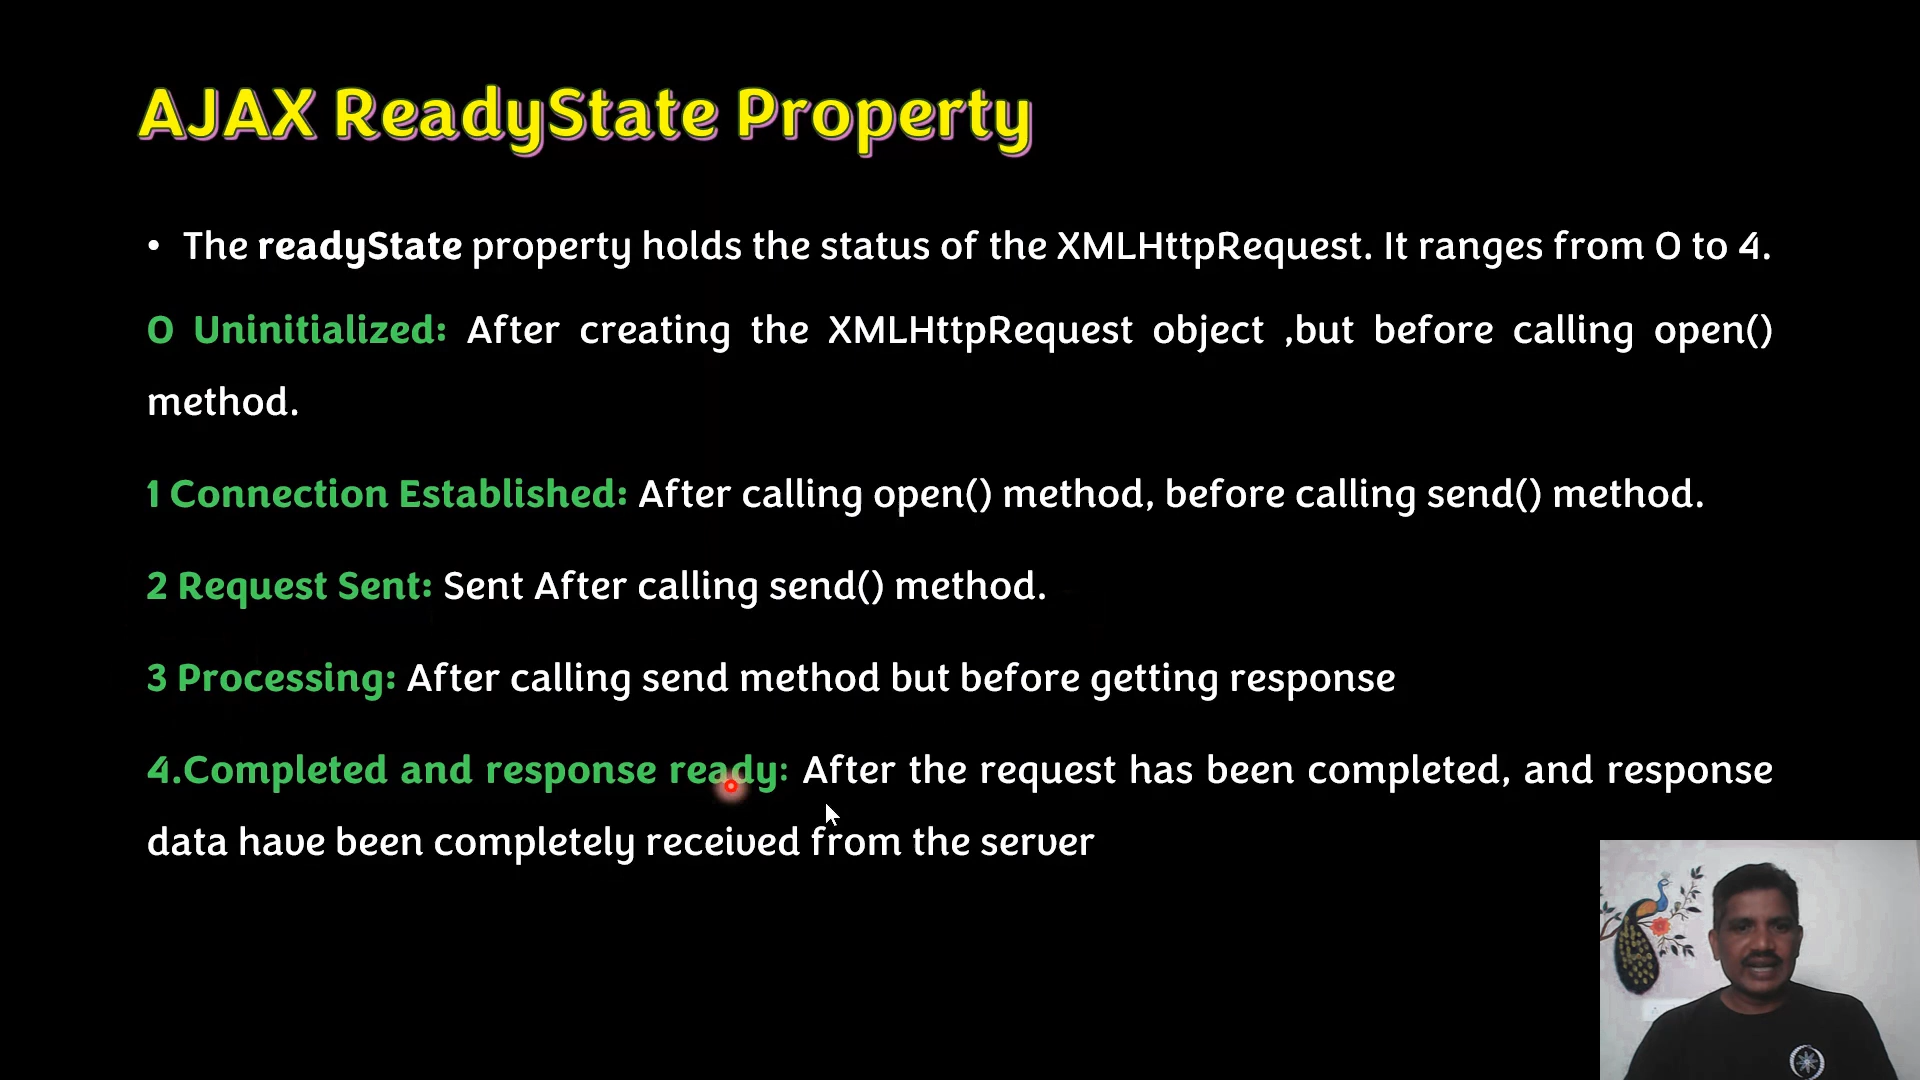 AJAX ReadyState Property
• The readyState property holds the status of the XMLHttpRequest. It ranges from 0 to 4.
0 Uninitialized: After creating the XMLHttpRequest object ,but before calling open()
method.
1 Connection Established: After calling open() method, before calling send() method.
2 Request Sent: Sent After calling send() method.
3 Processing: After calling send method but before getting response
4.Completed and response ready: After the request has been completed, and response
data have been completely received from the server